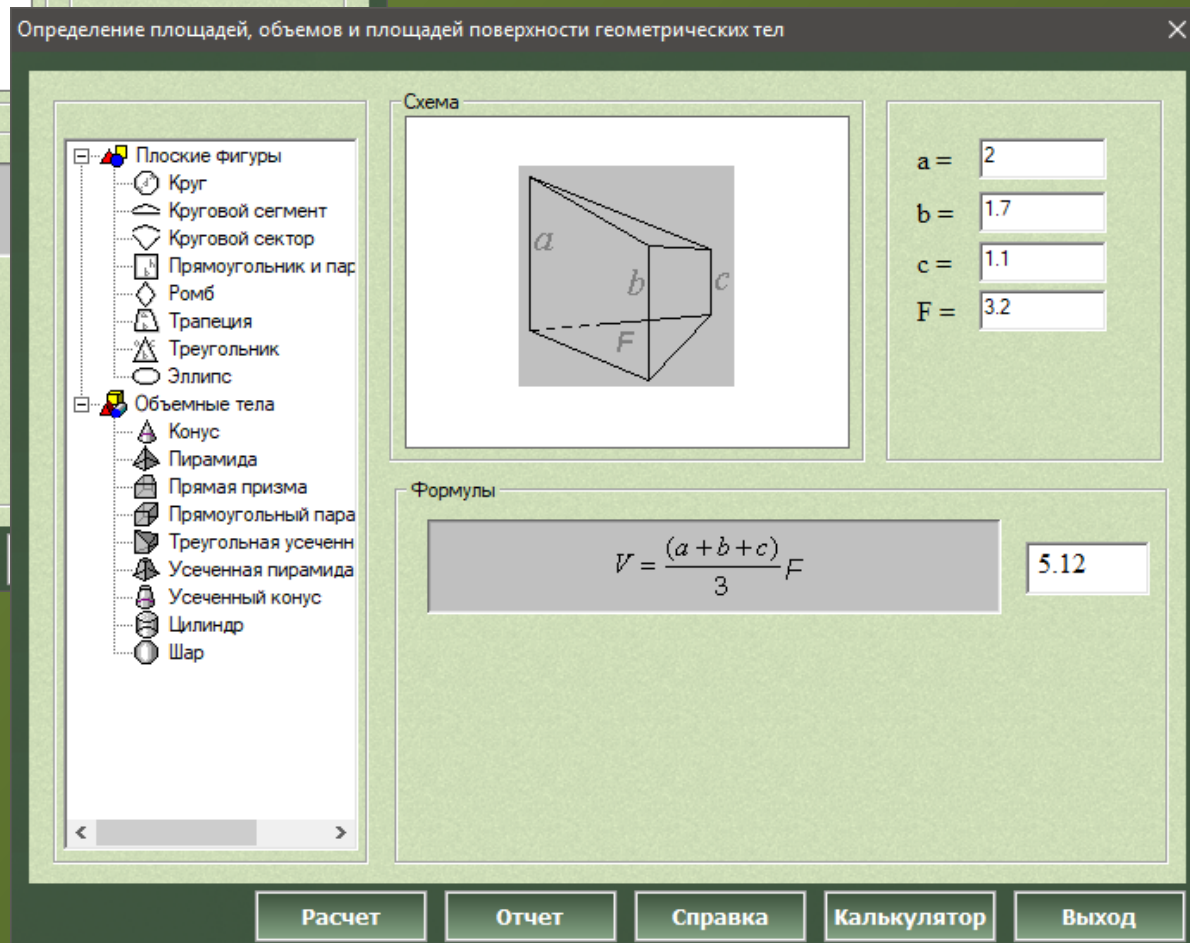 Определение площадей, объемов и площадей поверхности геометрических тел
Плоские фигуры
Круг
Круговой сегмент
Круговой сектор
Прямоугольник и пар
Ромб
Трапеция
Треугольник
Эллипс
Объемные тела
Конус
Пирамида
Прямая призма
Прямоугольный пара
Треугольная усеченн
Усеченная пирамида
Усеченный конус
Цилиндр
Шар
Схема
a
b
c
F
a = 2
b = 1.7
c = 1.1
F = 3.2
Формулы
V = (a + b + c) / 3 F
5.12
Расчет
Отчет
Справка
Калькулятор
Выход